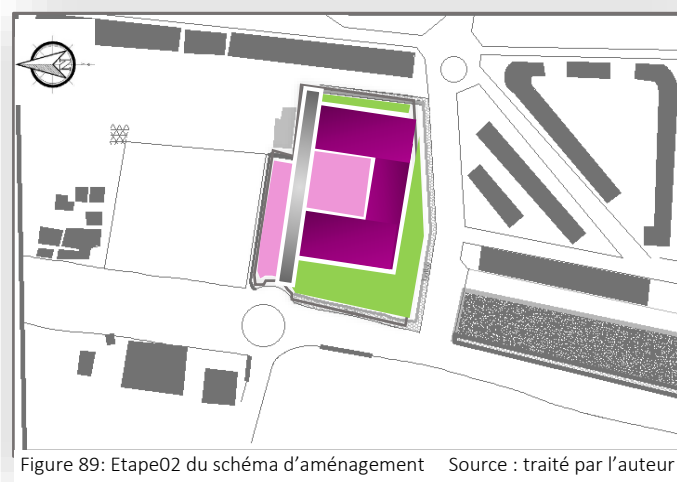 Figure 89: Etape02 du schéma d’aménagement Source : traité par l’auteur